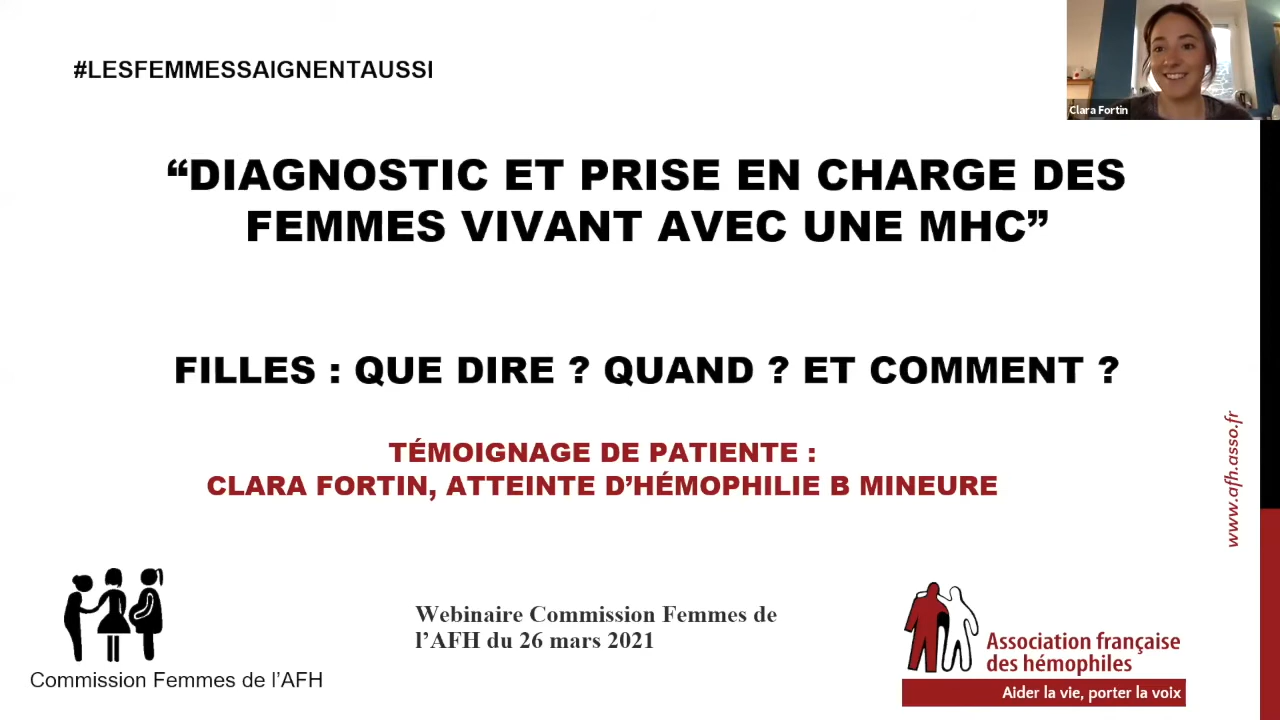 #LESFEMMESSAIGNENTAUSSI
Clara Fortin
“DIAGNOSTIC ET PRISE EN CHARGE DES
FEMMES VIVANT AVEC UNE MHC”
FILLES : QUE DIRE ? QUAND ? ET COMMENT ?
TÉMOIGNAGE DE PATIENTE :
CLARA FORTIN, ATTEINTE D’HÉMOPHILIE B MINEURE
www.afh.asso.fr
Webinaire Commission Femmes de
l’AFH du 26 mars 2021
Commission Femmes de l’AFH
Association française
des hémophiles
Aider la vie, porter la voix